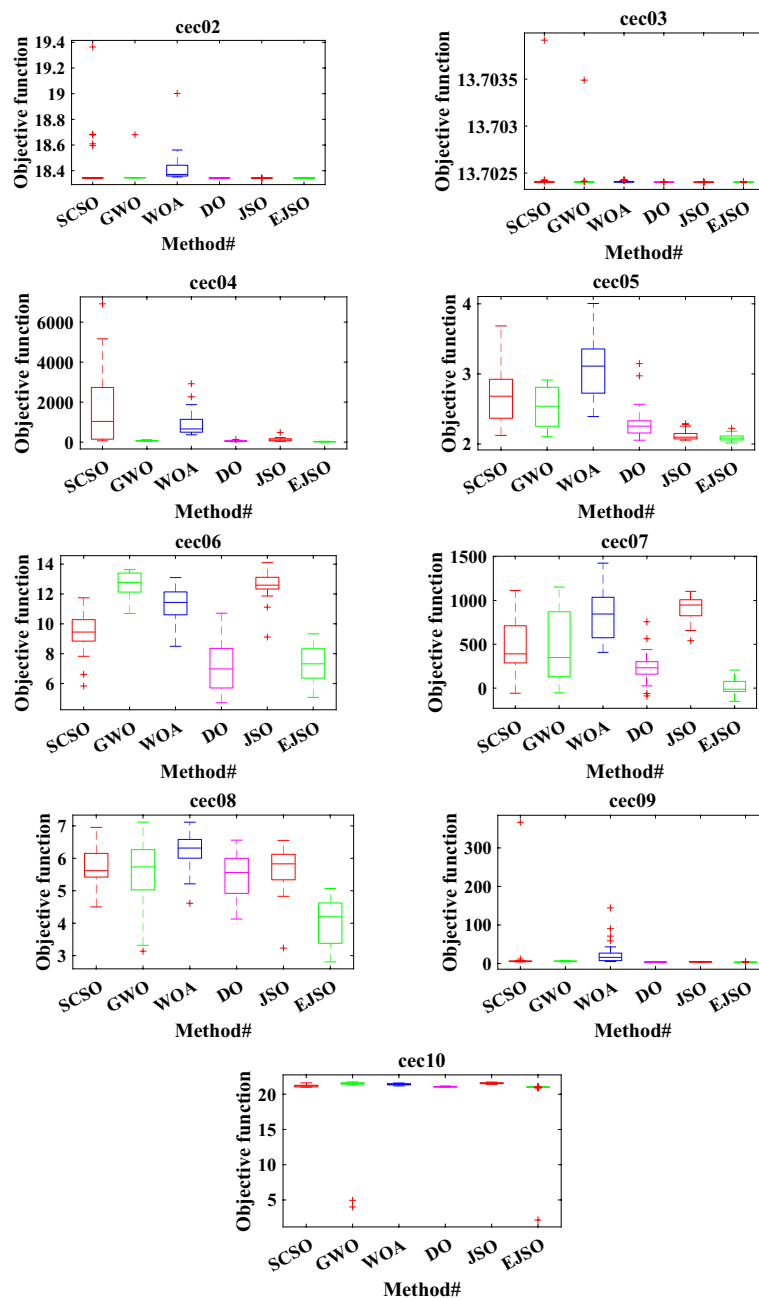 cec02
Objective function
19.4
19.2
19
18.8
18.6
18.4
SCSO GWO WOA DO JSO EJSO
Method#
cec03
Objective function
13.7035
13.703
13.7025
SCSO GWO WOA DO JSO EJSO
Method#
cec04
Objective function
6000
4000
2000
0
SCSO GWO WOA DO JSO EJSO
Method#
cec05
Objective function
4
3
2
SCSO GWO WOA DO JSO EJSO
Method#
cec06
Objective function
14
12
10
8
6
SCSO GWO WOA DO JSO EJSO
Method#
cec07
Objective function
1500
1000
500
0
SCSO GWO WOA DO JSO EJSO
Method#
cec08
Objective function
7
6
5
4
3
SCSO GWO WOA DO JSO EJSO
Method#
cec09
Objective function
300
200
100
0
SCSO GWO WOA DO JSO EJSO
Method#
cec10
Objective function
20
15
10
5
SCSO GWO WOA DO JSO EJSO
Method#